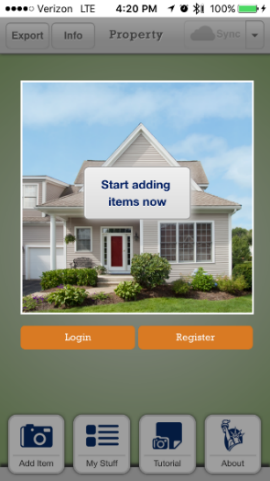 Verizon LTE 4:20 PM 100%
Export Info Property Sync
Start adding
items now
Login Register
Add Item My Stuff Tutorial About